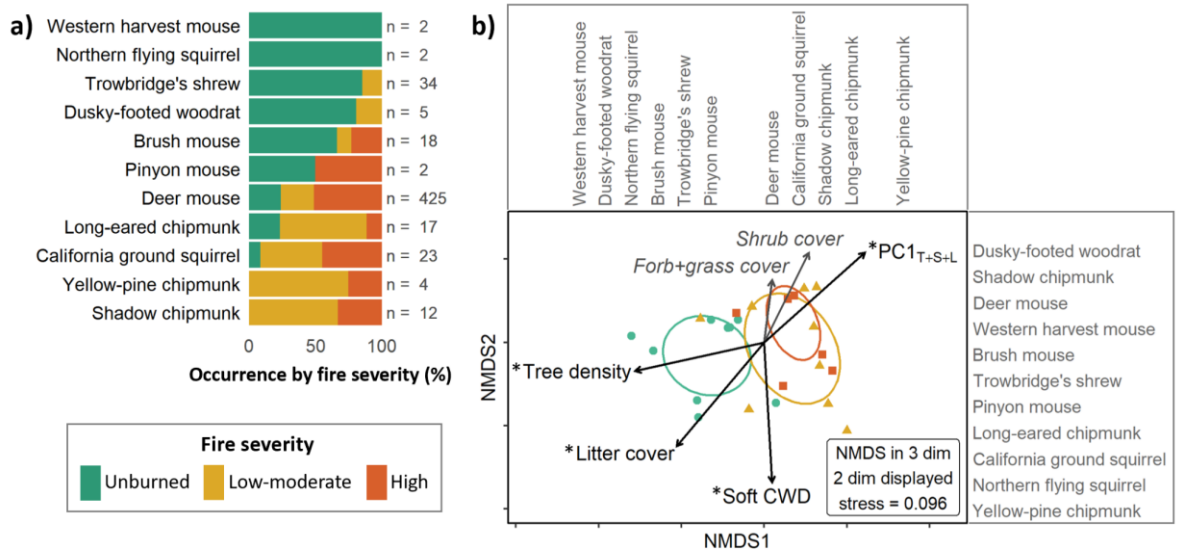 a)
Western harvest mouse n = 2
Northern flying squirrel n = 2
Trowbridge's shrew n = 34
Dusky-footed woodrat n = 5
Brush mouse n = 18
Pinyon mouse n = 2
Deer mouse n = 425
Long-eared chipmunk n = 17
California ground squirrel n = 23
Yellow-pine chipmunk n = 4
Shadow chipmunk n = 12
0 50 100
Occurrence by fire severity (%)
Fire severity
Unburned Low-moderate High
b)
Western harvest mouse
Dusky-footed woodrat
Northern flying squirrel
Brush mouse
Trowbridge's shrew
Pinyon mouse
Deer mouse
California ground squirrel
Shadow chipmunk
Long-eared chipmunk
Yellow-pine chipmunk
Shrub cover
*PC1T+S+L
Forb+grass cover
*Tree density
*Litter cover
*Soft CWD
NMDS in 3 dim
2 dim displayed
stress = 0.096
NMDS2
NMDS1
Dusky-footed woodrat
Shadow chipmunk
Deer mouse
Western harvest mouse
Brush mouse
Trowbridge's shrew
Pinyon mouse
Long-eared chipmunk
California ground squirrel
Northern flying squirrel
Yellow-pine chipmunk